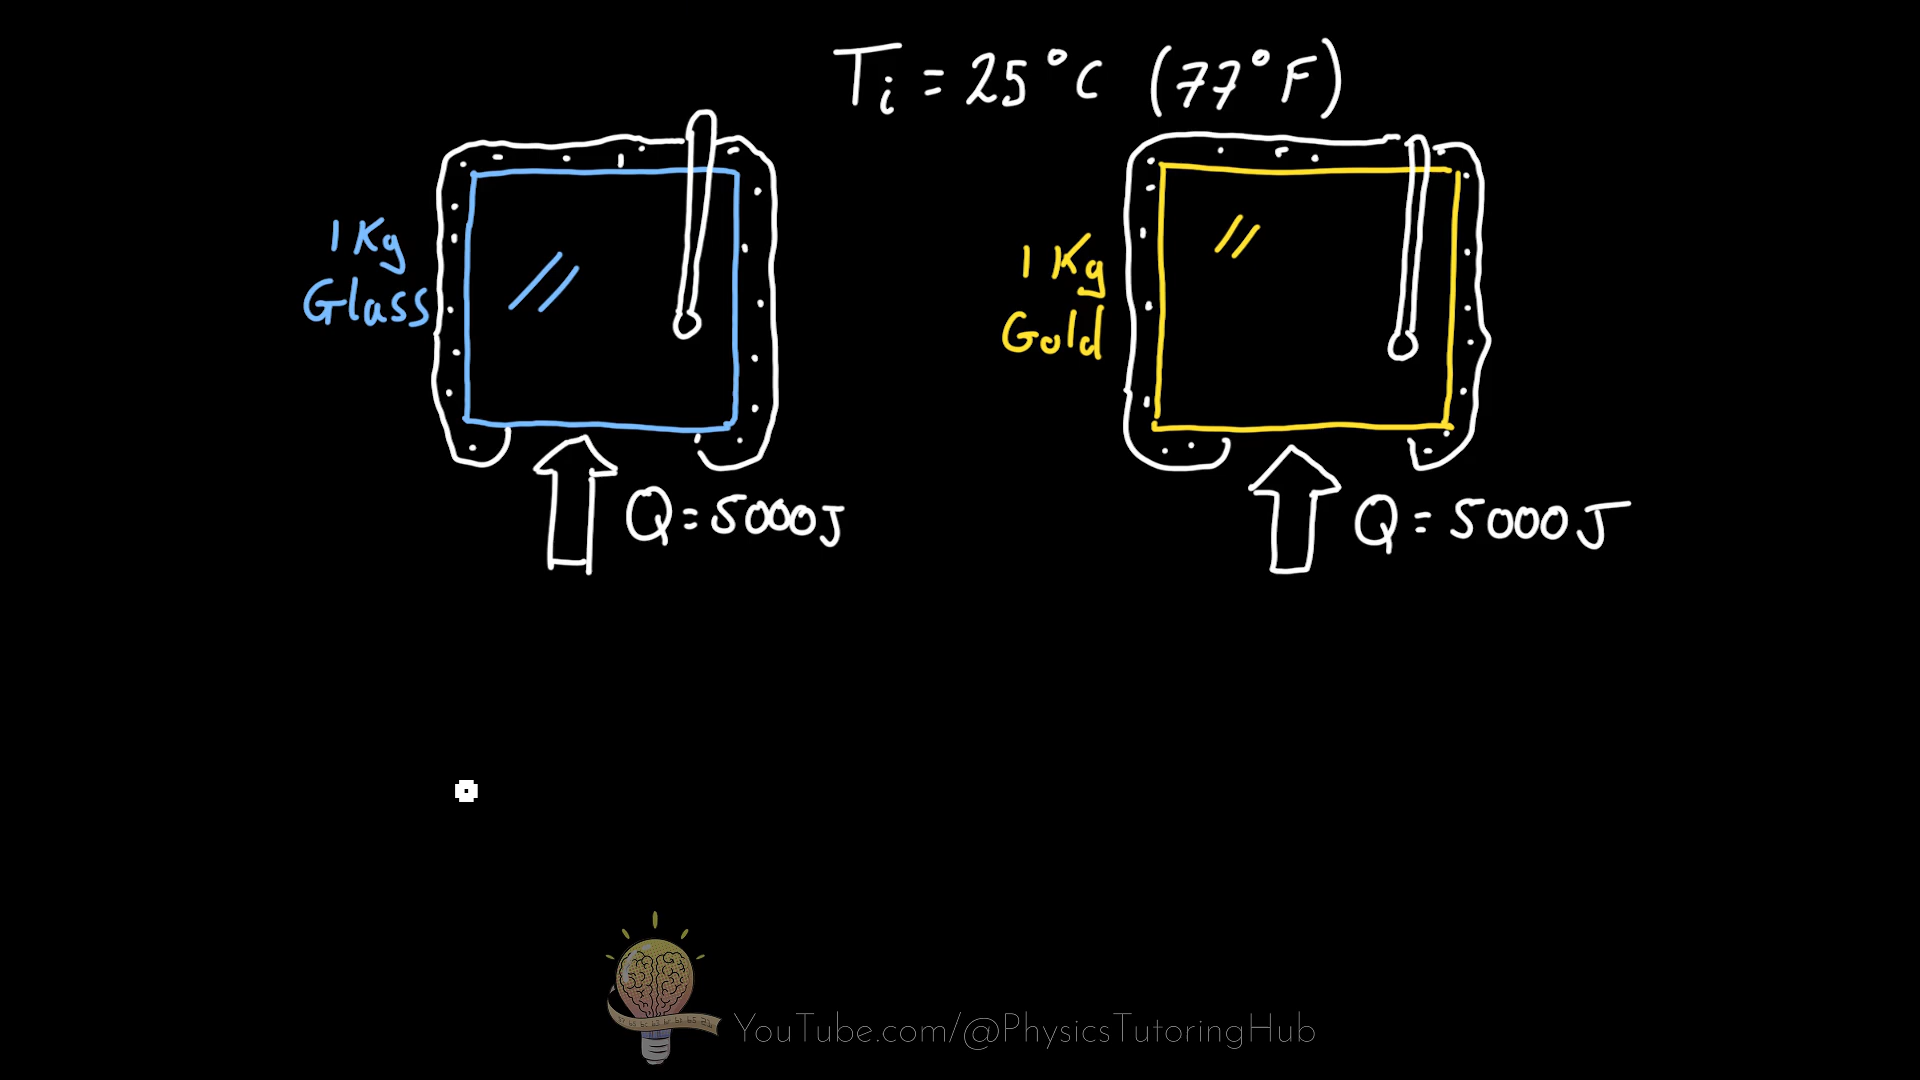 Ti = 25°C (77°F)
1 Kg
Glass
1 Kg
Gold
Q = 5000J
Q = 5000J
YouTube.com/@PhysicsTutoringHub